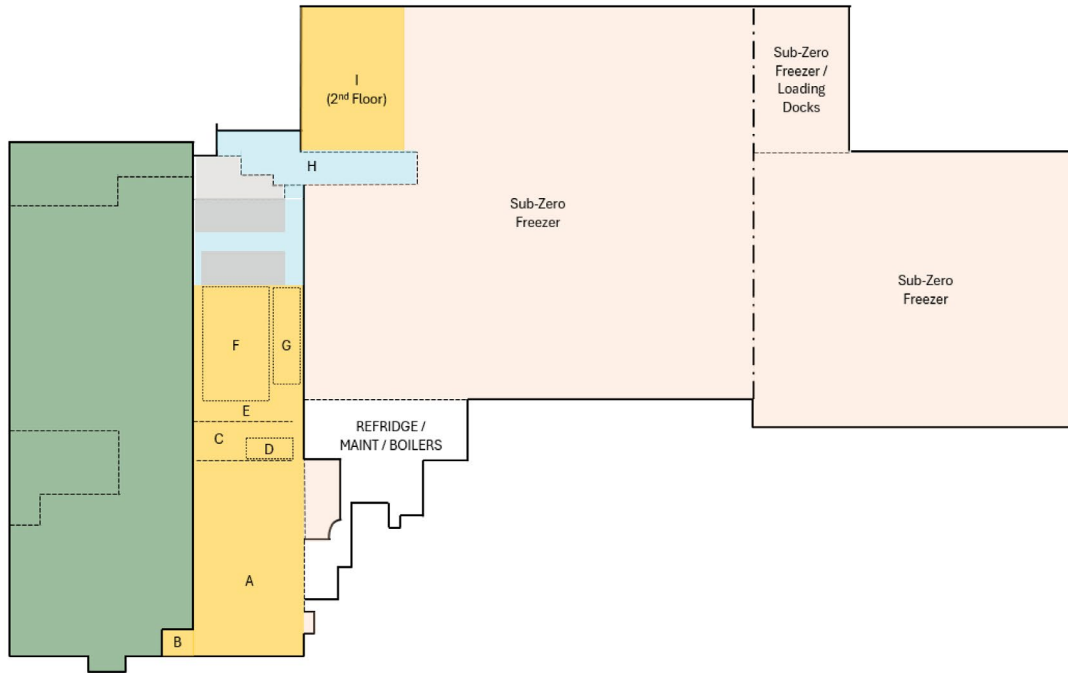 I
(2nd Floor)
Sub-Zero
Freezer /
Loading
Docks
H
Sub-Zero
Freezer
Sub-Zero
Freezer
F
G
E
C
D
REFRIDGE /
MAINT / BOILERS
A
B